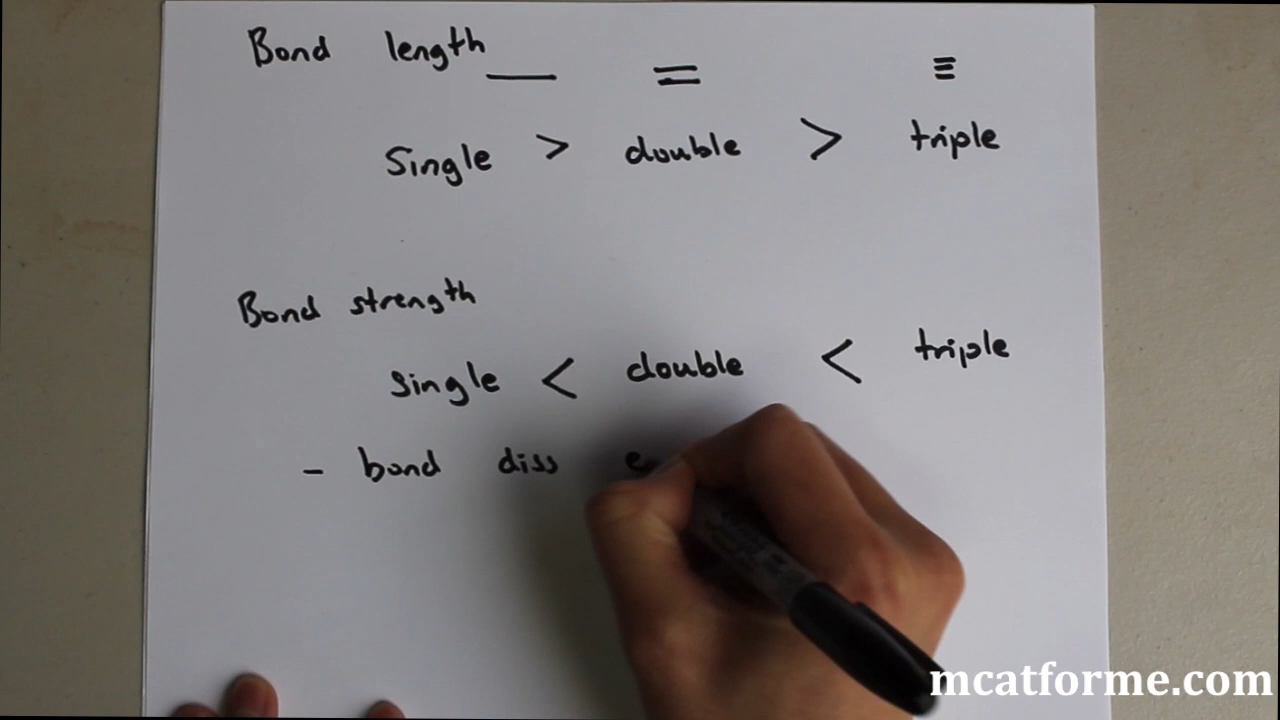 Bond length
— = ≡
Single > double > triple
Bond strength
single < double < triple
- bond diss e
mcatforme.com